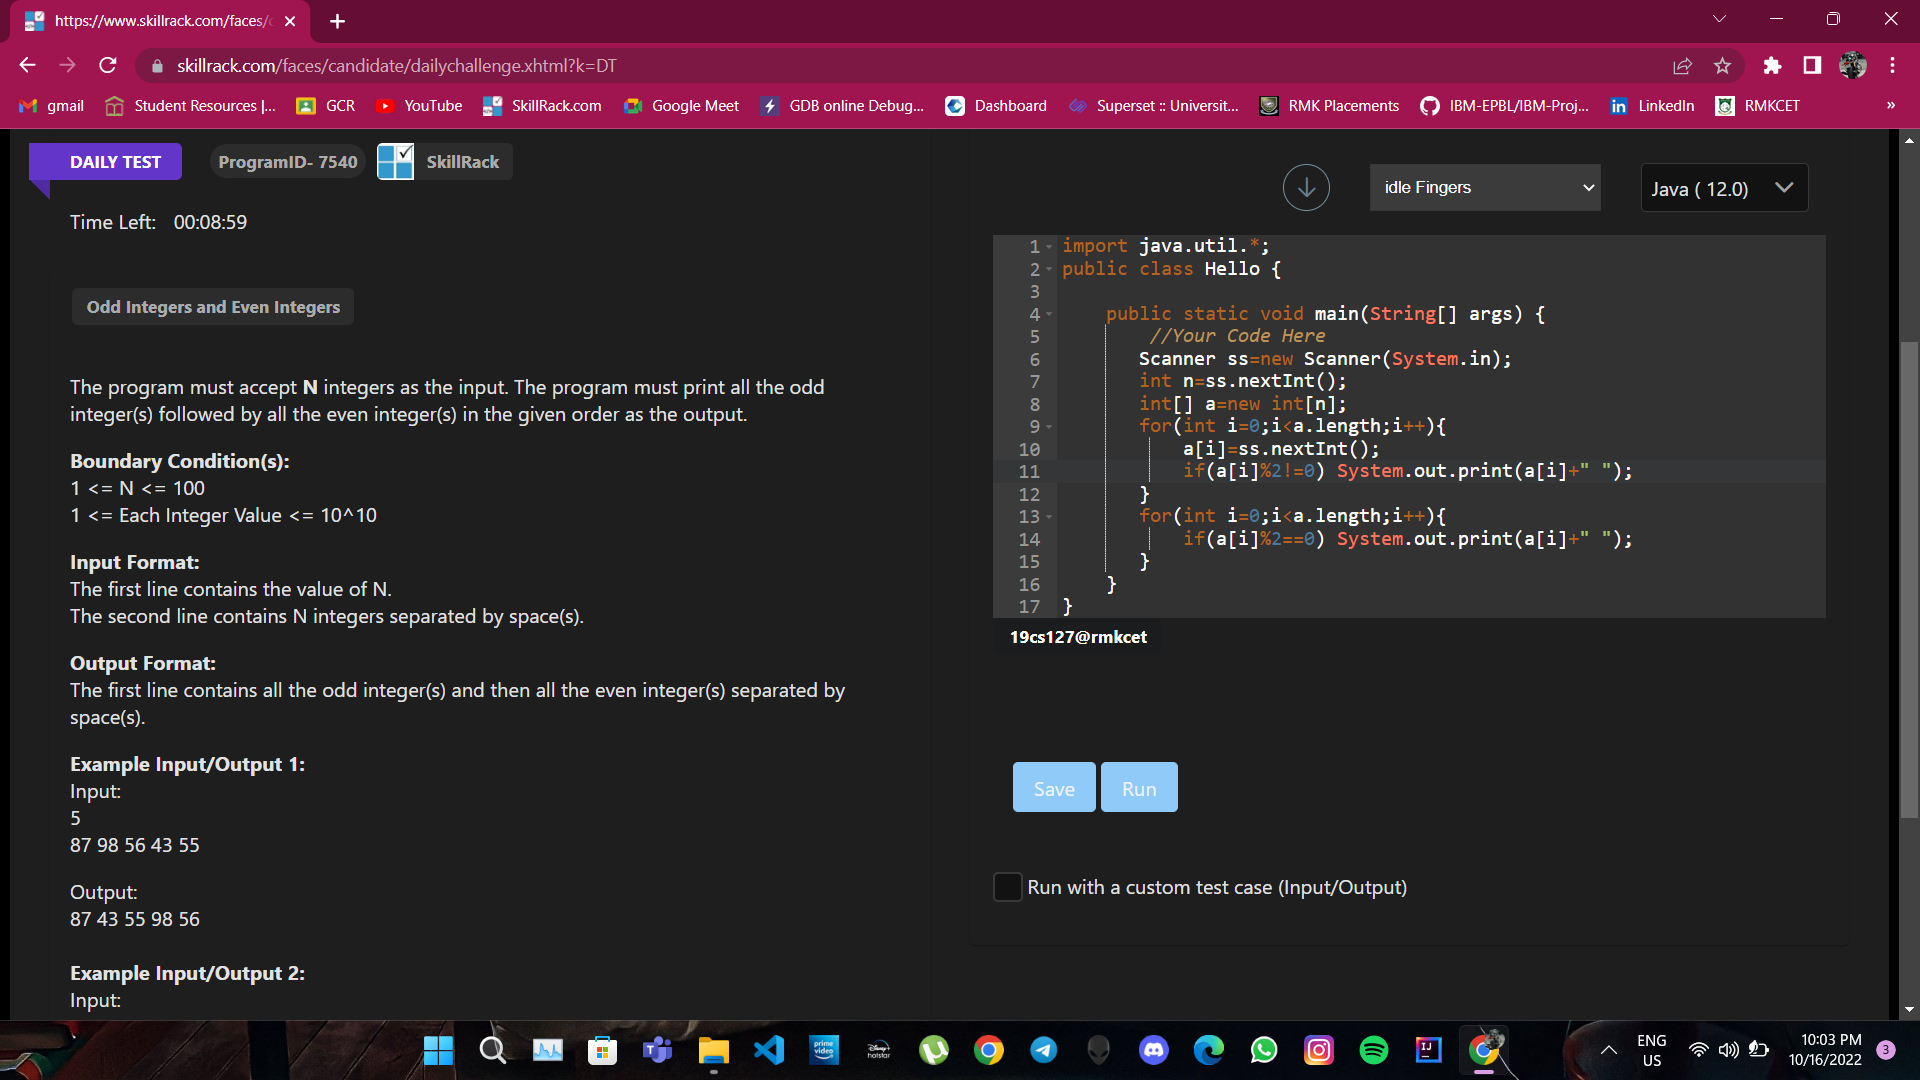 https://www.skillrack.com/faces/c
skillrack.com/faces/candidate/dailychallenge.xhtml?k=DT
gmail
Student Resources |...
GCR
YouTube
SkillRack.com
Google Meet
GDB online Debug...
Dashboard
Superset :: Universit...
RMK Placements
IBM-EPBL/IBM-Proj...
LinkedIn
RMKCET
»
DAILY TEST
ProgramID- 7540
SkillRack
Time Left: 00:08:59
Odd Integers and Even Integers
The program must accept N integers as the input. The program must print all the odd
integer(s) followed by all the even integer(s) in the given order as the output.
Boundary Condition(s):
1 <= N <= 100
1 <= Each Integer Value <= 10^10
Input Format:
The first line contains the value of N.
The second line contains N integers separated by space(s).
Output Format:
The first line contains all the odd integer(s) and then all the even integer(s) separated by
space(s).
Example Input/Output 1:
Input:
5
87 98 56 43 55
Output:
87 43 55 98 56
Example Input/Output 2:
Input:
idle Fingers
Java ( 12.0)
1 import java.util.*;
2 public class Hello {
3
4 public static void main(String[] args) {
5 //Your Code Here
6 Scanner ss=new Scanner(System.in);
7 int n=ss.nextInt();
8 int[] a=new int[n];
9 for(int i=0;i<a.length;i++){
10 a[i]=ss.nextInt();
11 if(a[i]%2!=0) System.out.print(a[i]+" ");
12 }
13 for(int i=0;i<a.length;i++){
14 if(a[i]%2==0) System.out.print(a[i]+" ");
15 }
16 }
17 }
19cs127@rmkcet
Save
Run
Run with a custom test case (Input/Output)
prime video
Disney+ hotstar
ENG
US
10:03 PM
10/16/2022
3